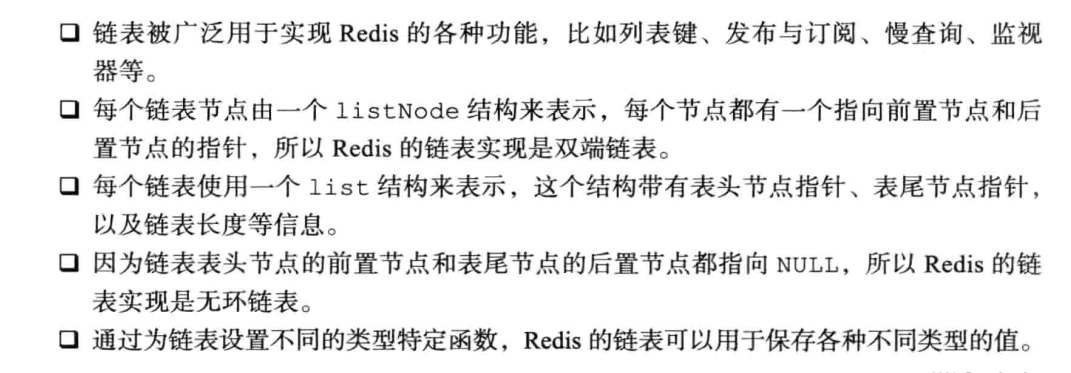 ❑ 链表被广泛用于实现 Redis 的各种功能，比如列表键、发布与订阅、慢查询、监视
器等。
❑ 每个链表节点由一个 listNode 结构来表示，每个节点都有一个指向前置节点和后
置节点的指针，所以 Redis 的链表实现是双端链表。
❑ 每个链表使用一个 list 结构来表示，这个结构带有表头节点指针、表尾节点指针，
以及链表长度等信息。
❑ 因为链表表头节点的前置节点和表尾节点的后置节点都指向 NULL，所以 Redis 的链
表实现是无环链表。
❑ 通过为链表设置不同的类型特定函数，Redis 的链表可以用于保存各种不同类型的值。